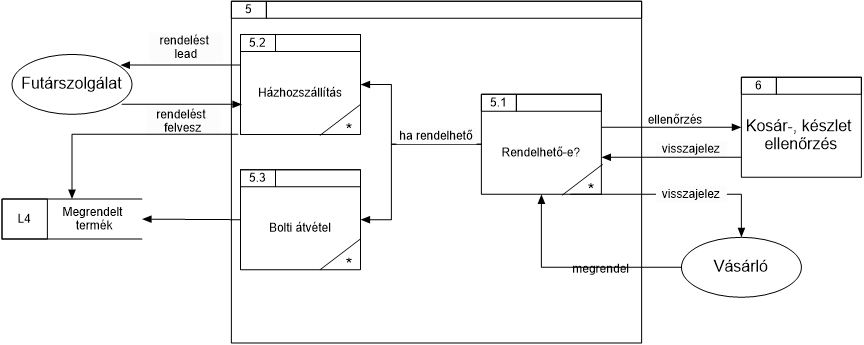 5
5.2
rendelést
lead
Futárszolgálat
Házhozszállítás
rendelést
felvesz
*
5.1
Rendelhető-e?
*
ha rendelhető
ellenőrzés
6
Kosár-, készlet
ellenőrzés
visszajelez
visszajelez
5.3
Bolti átvétel
*
L4
Megrendelt
termék
megrendel
Vásárló